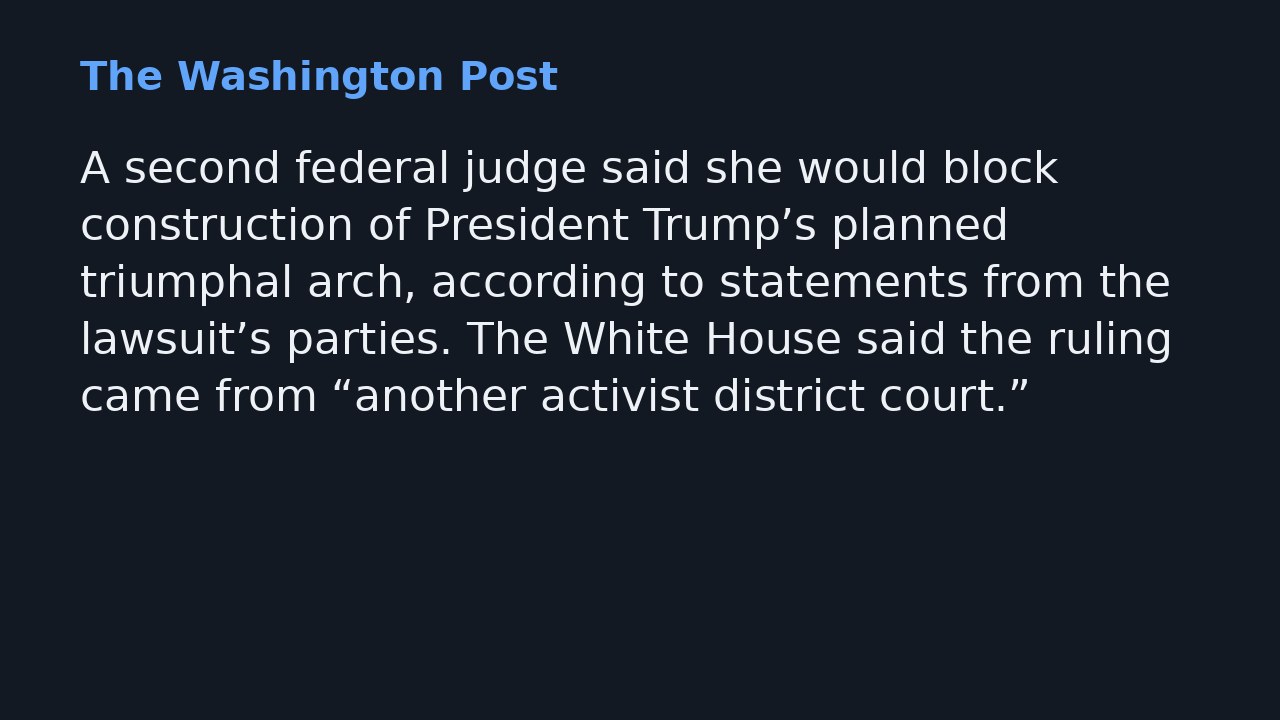 The Washington Post
A second federal judge said she would block
construction of President Trump’s planned
triumphal arch, according to statements from the
lawsuit’s parties. The White House said the ruling
came from “another activist district court.”